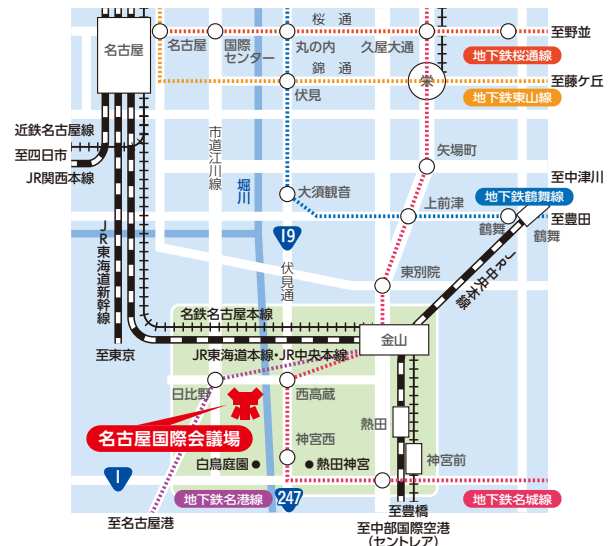 桜 通
名古屋
名古屋
国際
センター
丸の内
久屋大通
至野並
地下鉄桜通線
錦 通
栄
至藤ケ丘
伏見
地下鉄東山線
近鉄名古屋線
至四日市
JR関西本線
市道江川線
堀川
矢場町
至中津川
大須観音
地下鉄鶴舞線
上前津
鶴舞
鶴舞
至豊田
19
JR東海道新幹線
伏見通
東別院
JR中央本線
名鉄名古屋本線
金山
至東京
JR東海道本線・JR中央本線
日比野
西高蔵
熱田
名古屋国際会議場
神宮西
神宮前
白鳥庭園
熱田神宮
1
地下鉄名港線
247
地下鉄名城線
至名古屋港
至豊橋
至中部国際空港
(セントレア)